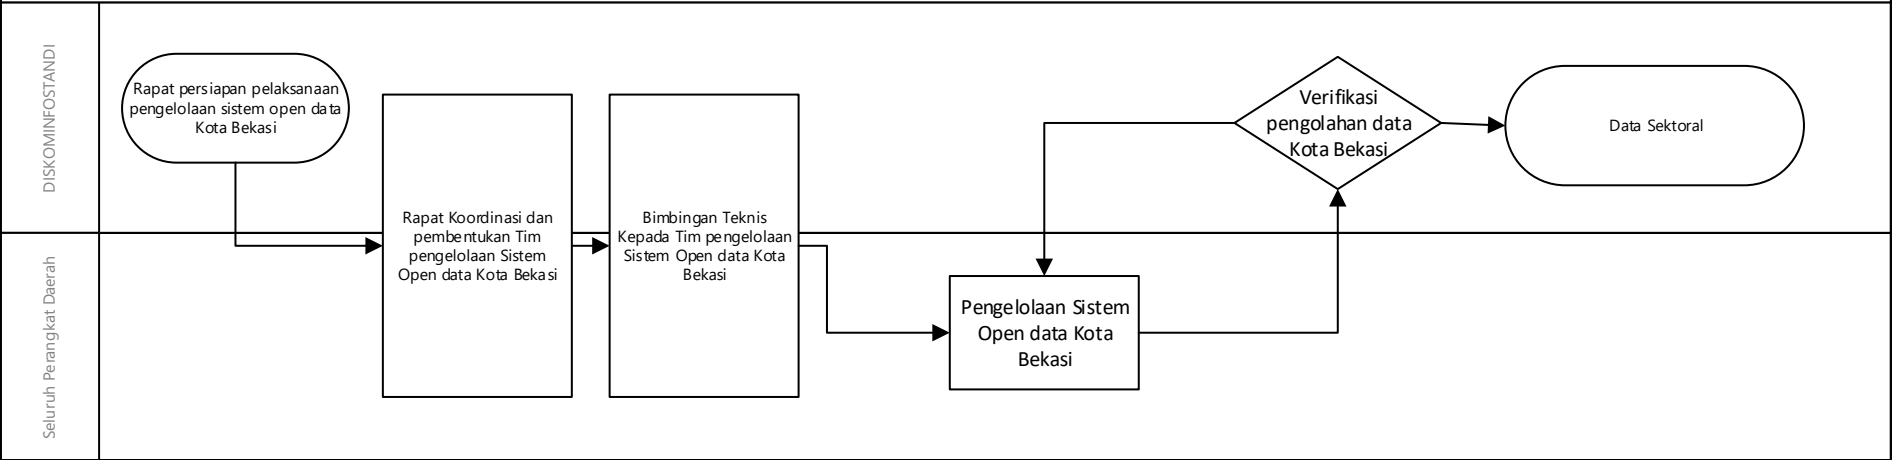 DISKOMINFOSTANDI
Rapat persiapan pelaksanaan
pengelolaan sistem open data
Kota Bekasi
Rapat Koordinasi dan
pembentukan Tim
pengelolaan Sistem
Open data Kota Bekasi
Bimbingan Teknis
Kepada Tim pengelolaan
Sistem Open data Kota
Bekasi
Verifikasi
pengolahan data
Kota Bekasi
Data Sektoral
Seluruh Perangkat Daerah
Pengelolaan Sistem
Open data Kota
Bekasi